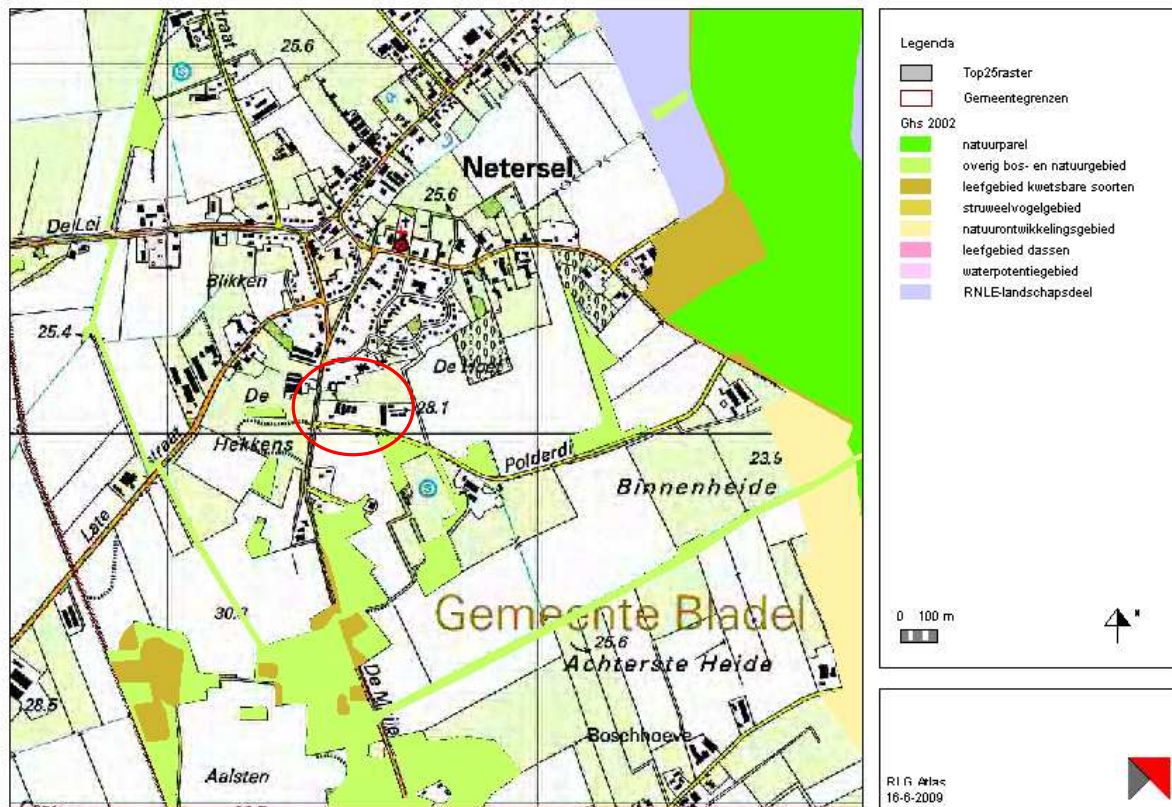 25.6
Netersel
25.6
De Lei
Blikken
25.4
De Hoef
De
28.1
Hekkens
Polderdi
23.6
Binnenheide
Late
straat
30.3
Gemeente Bladel
25.6
Achterste Heide
28.5
Boschhoeve
Aalsten
Legenda
Top25raster
Gemeentegrenzen
Ghs 2002
natuurparel
overig bos- en natuurgebied
leefgebied kwetsbare soorten
struweelvogelgebied
natuurontwikkelingsgebied
leefgebied dassen
waterpotentiegebied
RNLE-landschapsdeel
0 100 m
RLG Atlas
16-6-2009